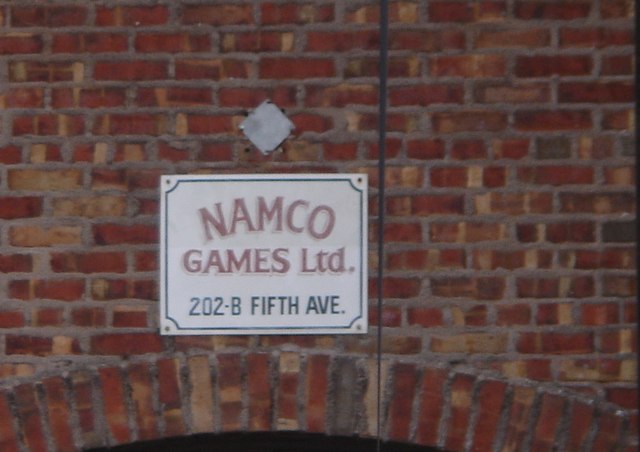 NAMCO
GAMES Ltd.
202-B FIFTH AVE.